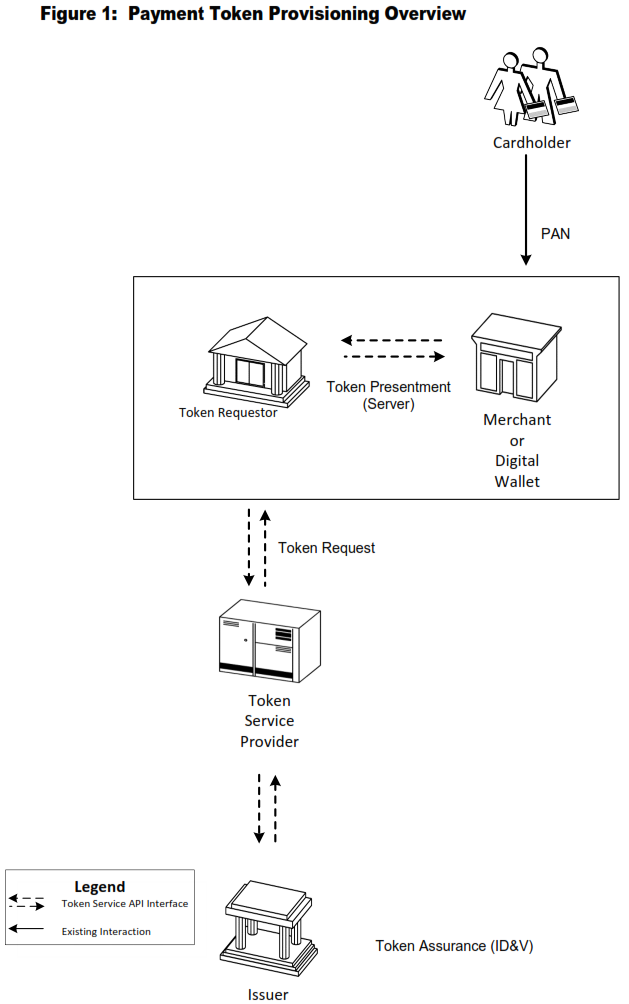 Figure 1:  Payment Token Provisioning Overview
Cardholder
PAN
Token Requestor
Token Presentment
(Server)
Merchant
or
Digital
Wallet
Token Request
Token
Service
Provider
Legend
Token Service API Interface
Existing Interaction
Token Assurance (ID&V)
Issuer